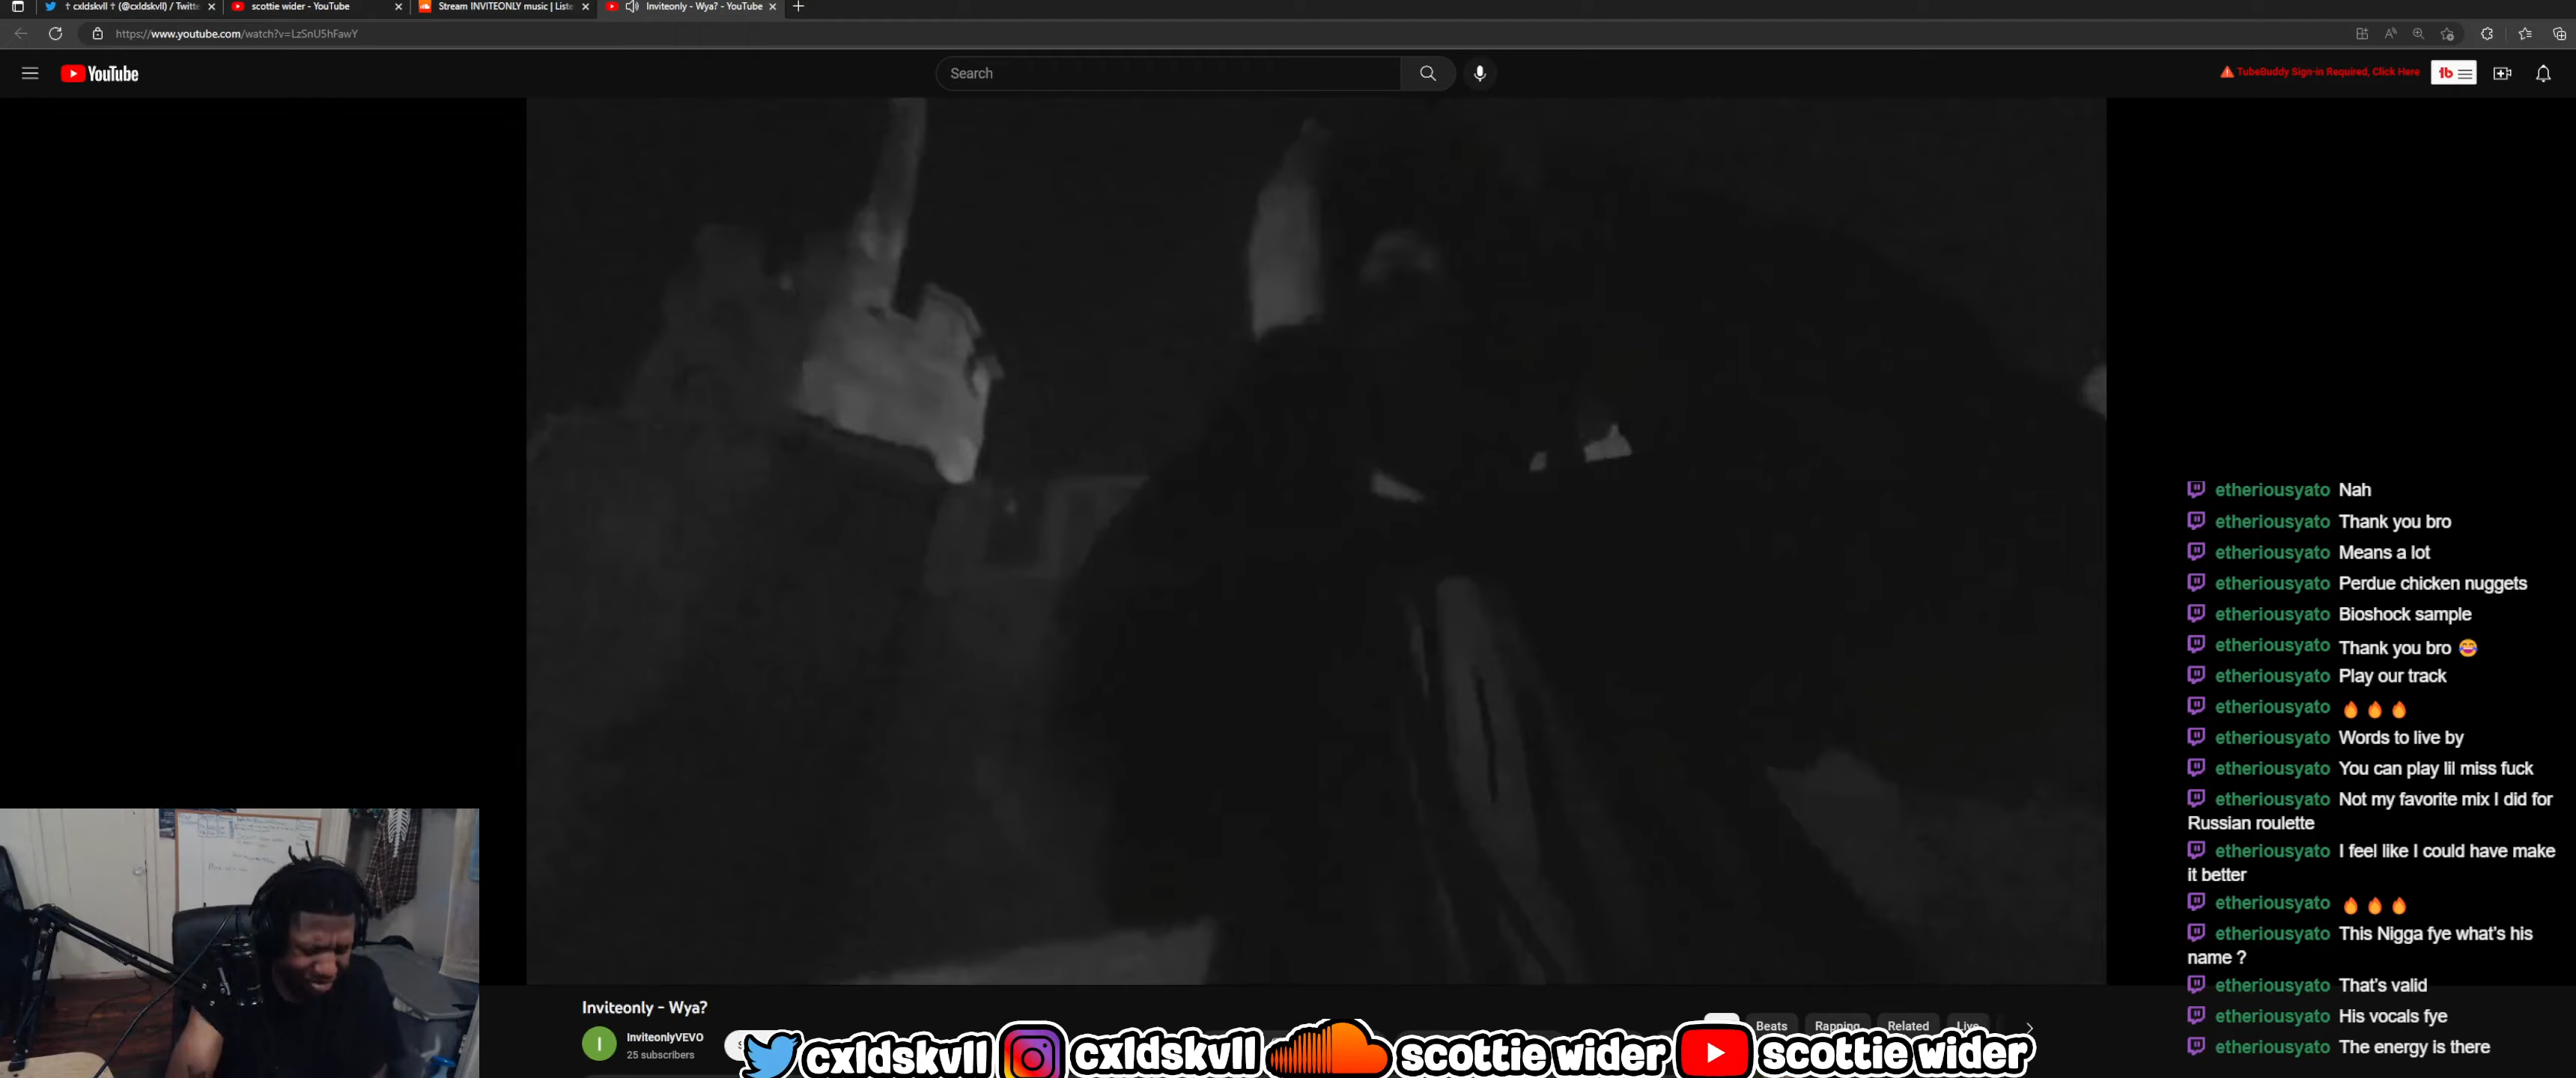 † cxldskvll † (@cxldskvll) / Twitte
scottie wider - YouTube
Stream INVITEONLY music | Liste
Inviteonly - Wya? - YouTube
https://www.youtube.com/watch?v=LzSnU5hFawY
YouTube
Search
TubeBuddy Sign-in Required, Click Here
tb
etheriousyato Nah
etheriousyato Thank you bro
etheriousyato Means a lot
etheriousyato Perdue chicken nuggets
etheriousyato Bioshock sample
etheriousyato Thank you bro 😂
etheriousyato Play our track
etheriousyato 🔥 🔥 🔥
etheriousyato Words to live by
etheriousyato You can play lil miss fuck
etheriousyato Not my favorite mix I did for
Russian roulette
etheriousyato I feel like I could have make
it better
etheriousyato 🔥 🔥 🔥
etheriousyato This Nigga fye what's his
name ?
etheriousyato That's valid
etheriousyato His vocals fye
etheriousyato The energy is there
Inviteonly - Wya?
I
InviteonlyVEVO
25 subscribers
Beats Rapping Related Live
cxldskvll cxldskvll scottie wider scottie wider